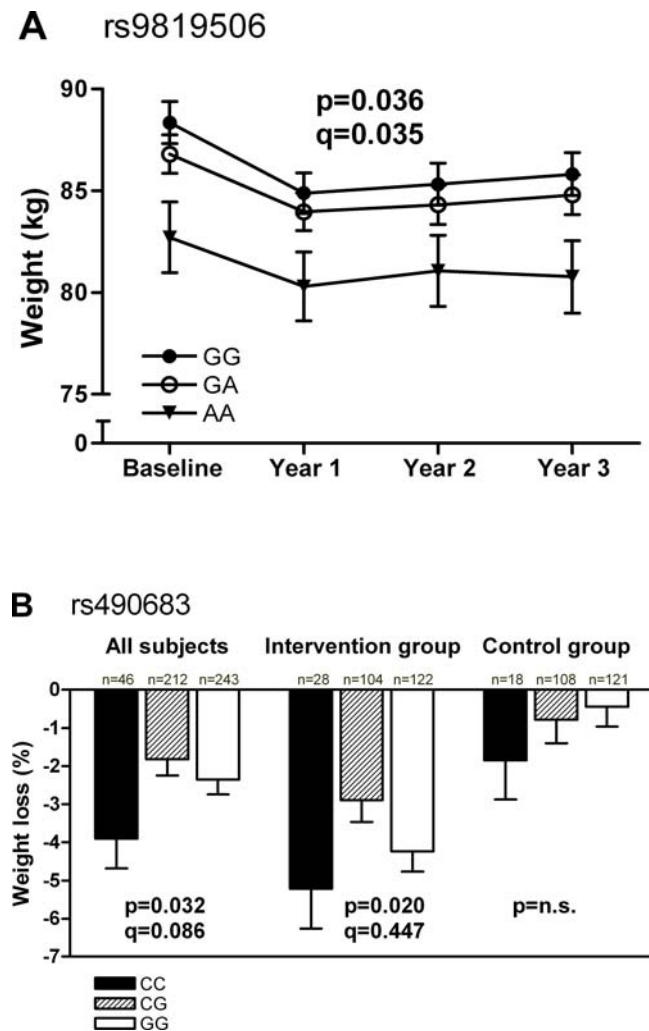 A rs9819506
p=0.036
q=0.035
Weight (kg)
90
85
80
75
0
GG
GA
AA
Baseline Year 1 Year 2 Year 3
B rs490683
All subjects Intervention group Control group
n=46 n=212 n=243 n=28 n=104 n=122 n=18 n=108 n=121
Weight loss (%)
0
-1
-2
-3
-4
-5
-6
-7
p=0.032 p=0.020 p=n.s.
q=0.086 q=0.447
CC
CG
GG